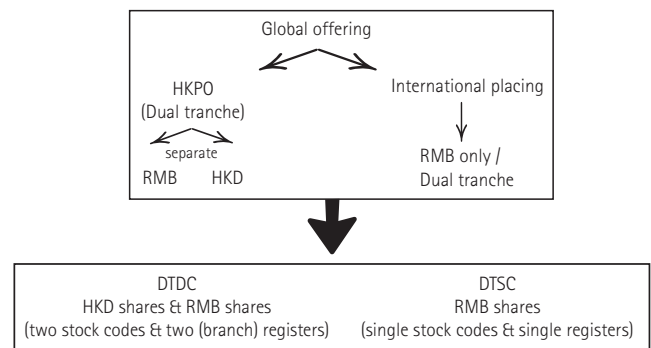 Global offering
HKPO
(Dual tranche)
International placing
separate
RMB HKD
RMB only /
Dual tranche
DTDC
HKD shares & RMB shares
(two stock codes & two (branch) registers)
DTSC
RMB shares
(single stock codes & single registers)